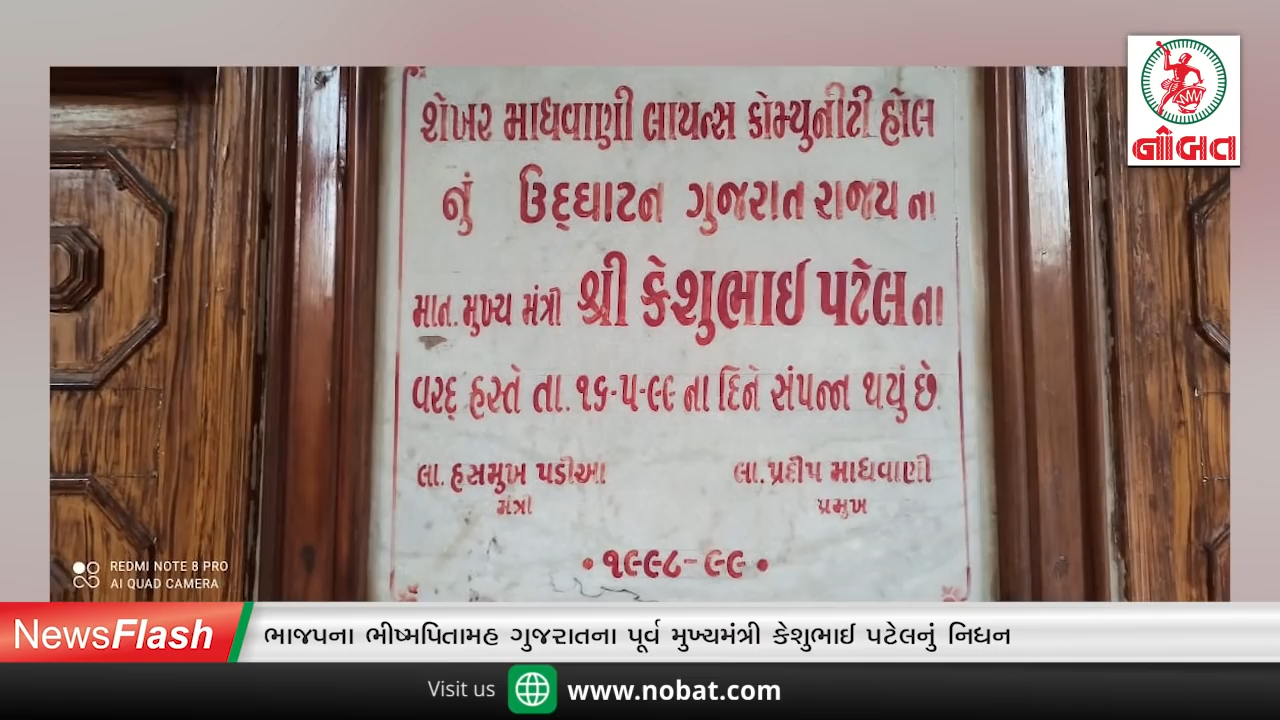 શેખર માધવાણી લાયન્સ કોમ્યુનીટી હોલ
નું ઉદ્દઘાટન ગુજરાત રાજ્ય ના
માન. મુખ્ય મંત્રી શ્રી કેશુભાઈ પટેલ ના
વરદ્ હસ્તે તા. ૧૬-૫-૯૯ ના દિને સંપન્ન થયું છે.
લા. હસમુખ પડીઆ
મંત્રી
લા. પ્રદીપ માધવાણી
પ્રમુખ
• ૧૯૯૮-૯૯ •
NW
નોબત
REDMI NOTE 8 PRO
AI QUAD CAMERA
NewsFlash
ભાજપના ભીષ્મપિતામહ ગુજરાતના પૂર્વ મુખ્યમંત્રી કેશુભાઈ પટેલનું નિધન
Visit us www.nobat.com